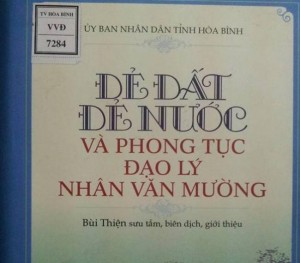 TV HÒA BÌNH
VVĐ
7284
ỦY BAN NHÂN DÂN TỈNH HÒA BÌNH
ĐẺ ĐẤT
ĐẺ NƯỚC
VÀ PHONG TỤC
ĐẠO LÝ
NHÂN VĂN MƯỜNG
Bùi Thiện sưu tầm, biên dịch, giới thiệu